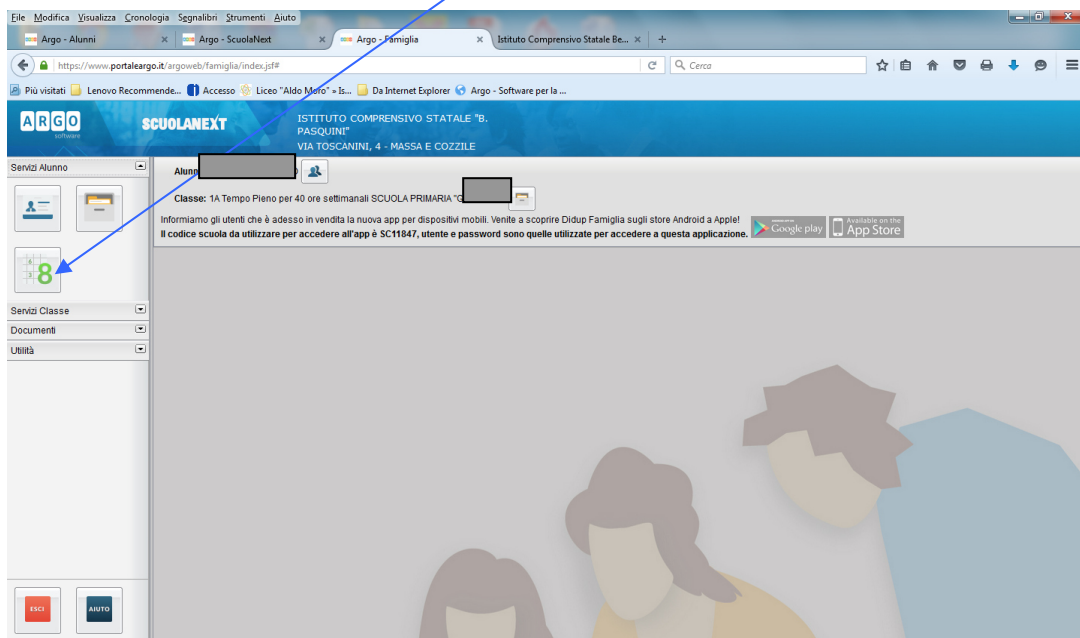 File Modifica Visualizza Cronologia Segnalibri Strumenti Aiuto
Argo - Alunni × Argo - ScuolaNext × Argo - Famiglia × Istituto Comprensivo Statale Be... × +
https://www.portaleargo.it/argoweb/famiglia/index.jsf# Cerca
Più visitati Lenovo Recommende... Accesso Liceo "Aldo Moro" » Is... Da Internet Explorer Argo - Software per la ...
ARGO software SCUOLANEXT
ISTITUTO COMPRENSIVO STATALE "B.
PASQUINI"
VIA TOSCANINI, 4 - MASSA E COZZILE
Servizi Alunno
8
Servizi Classe
Documenti
Utilità
ESCI AIUTO
Classe: 1A Tempo Pieno per 40 ore settimanali SCUOLA PRIMARIA "G
Informiamo gli utenti che è adesso in vendita la nuova app per dispositivi mobili. Venite a scoprire Didup Famiglia sugli store Android a Apple!
Il codice scuola da utilizzare per accedere all'app è SC11847, utente e password sono quelle utilizzate per accedere a questa applicazione.
Google play
Available on the
App Store